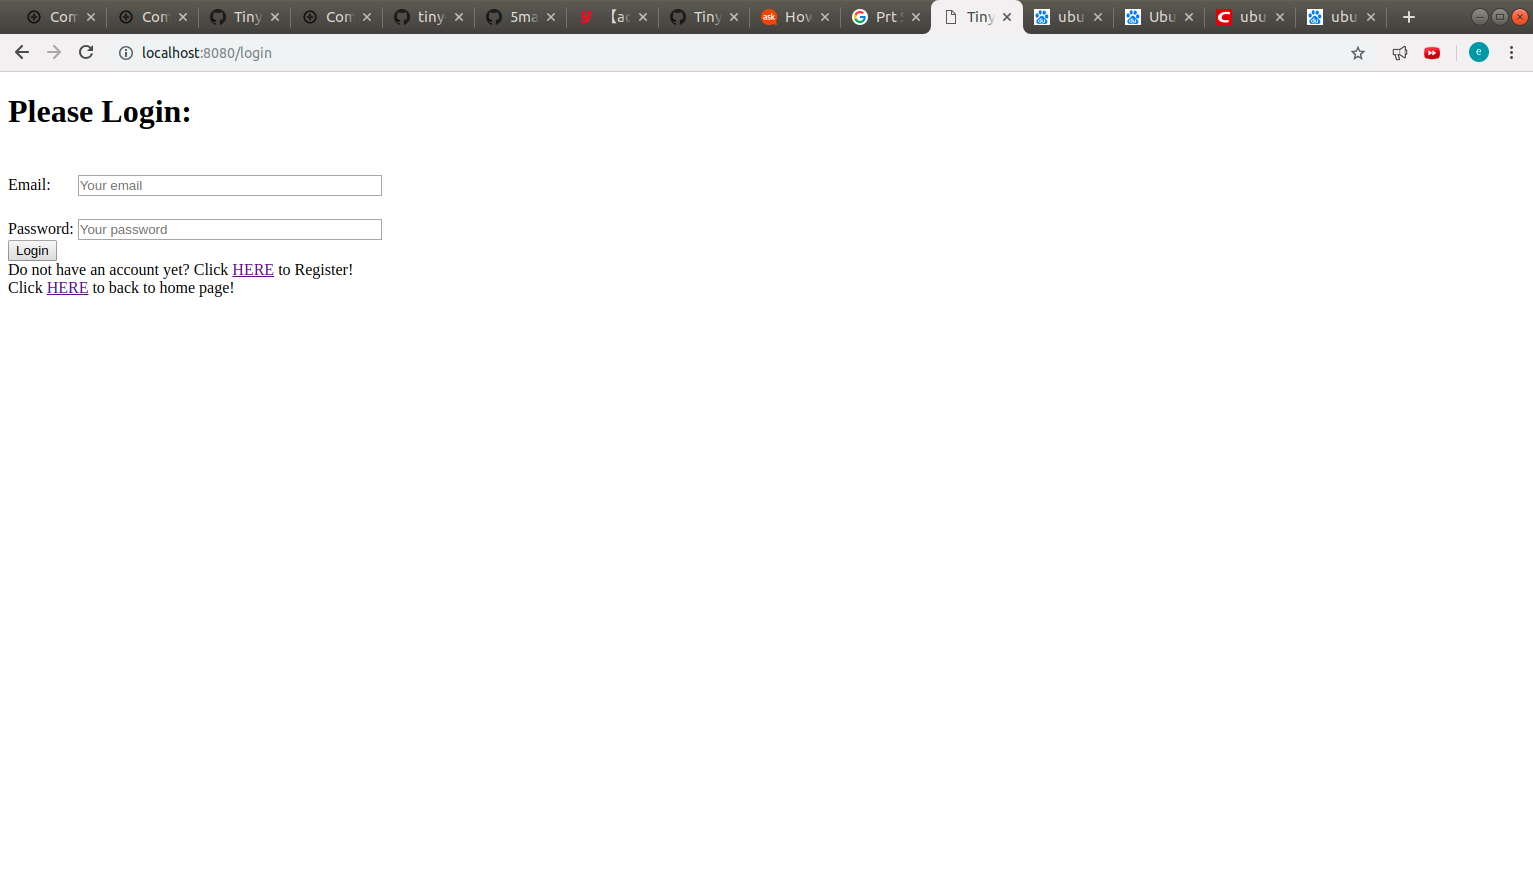 Com Com Tiny Com tiny 5ma 【ac Tiny How Prt S Tiny ubu Ubu ubu ubu
localhost:8080/login
e
Please Login:
Email: Your email
Password: Your password
Login
Do not have an account yet? Click HERE to Register!
Click HERE to back to home page!